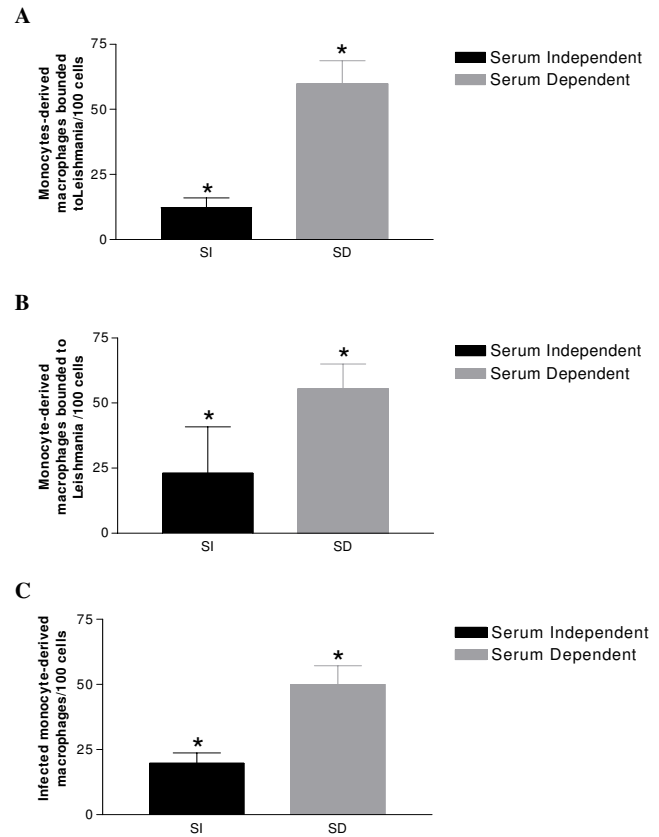 A
Monocytes-derived
macrophages bounded
toLeishmania/100 cells
75
50
25
0
*
*
SI
SD
Serum Independent
Serum Dependent
B
Monocyte-derived
macrophages bounded to
Leishmania /100 cells
75
50
25
0
*
*
SI
SD
Serum Independent
Serum Dependent
C
Infected monocyte-derived
macrophages/100 cells
75
50
25
0
*
*
SI
SD
Serum Independent
Serum Dependent